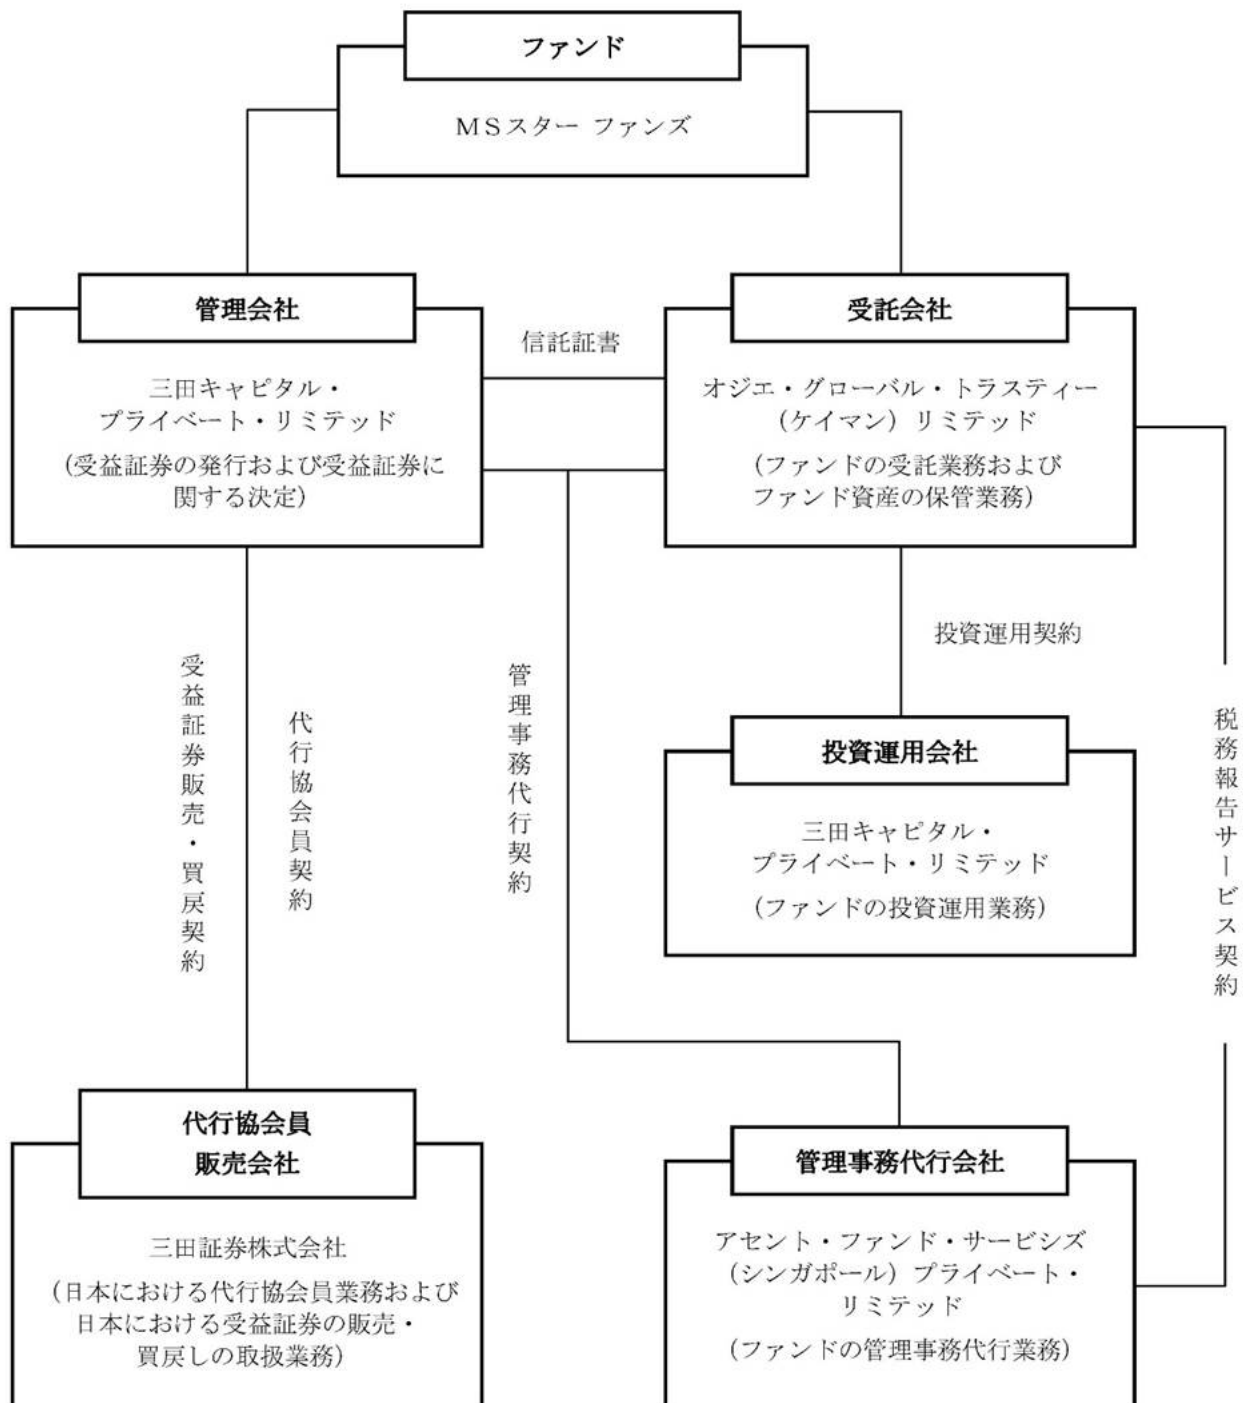 ファンド
ＭＳスター ファンズ
管理会社
三田キャピタル・
プライベート・リミテッド
（受益証券の発行および受益証券に
関する決定）
信託証書
受託会社
オジエ・グローバル・トラスティー
（ケイマン）リミテッド
（ファンドの受託業務および
ファンド資産の保管業務）
投資運用契約
受益証券販売・買戻契約
代行協会員契約
管理事務代行契約
税務報告サービス契約
投資運用会社
三田キャピタル・
プライベート・リミテッド
（ファンドの投資運用業務）
代行協会員
販売会社
三田証券株式会社
（日本における代行協会員業務および
日本における受益証券の販売・
買戻しの取扱業務）
管理事務代行会社
アセント・ファンド・サービシズ
（シンガポール）プライベート・
リミテッド
（ファンドの管理事務代行業務）